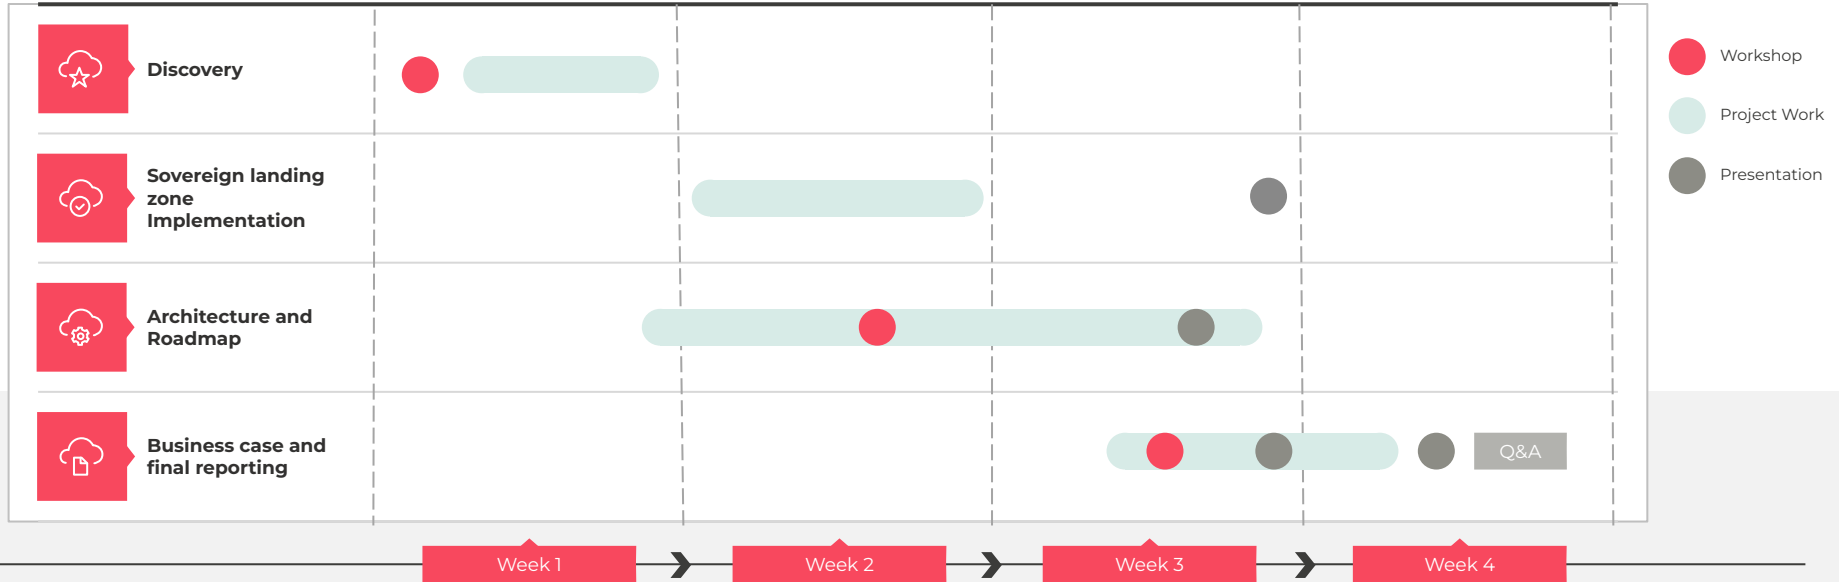 Discovery
Workshop
Project Work
Presentation
Sovereign landing
zone
Implementation
Architecture and
Roadmap
Business case and
final reporting
Q&A
Week 1
Week 2
Week 3
Week 4